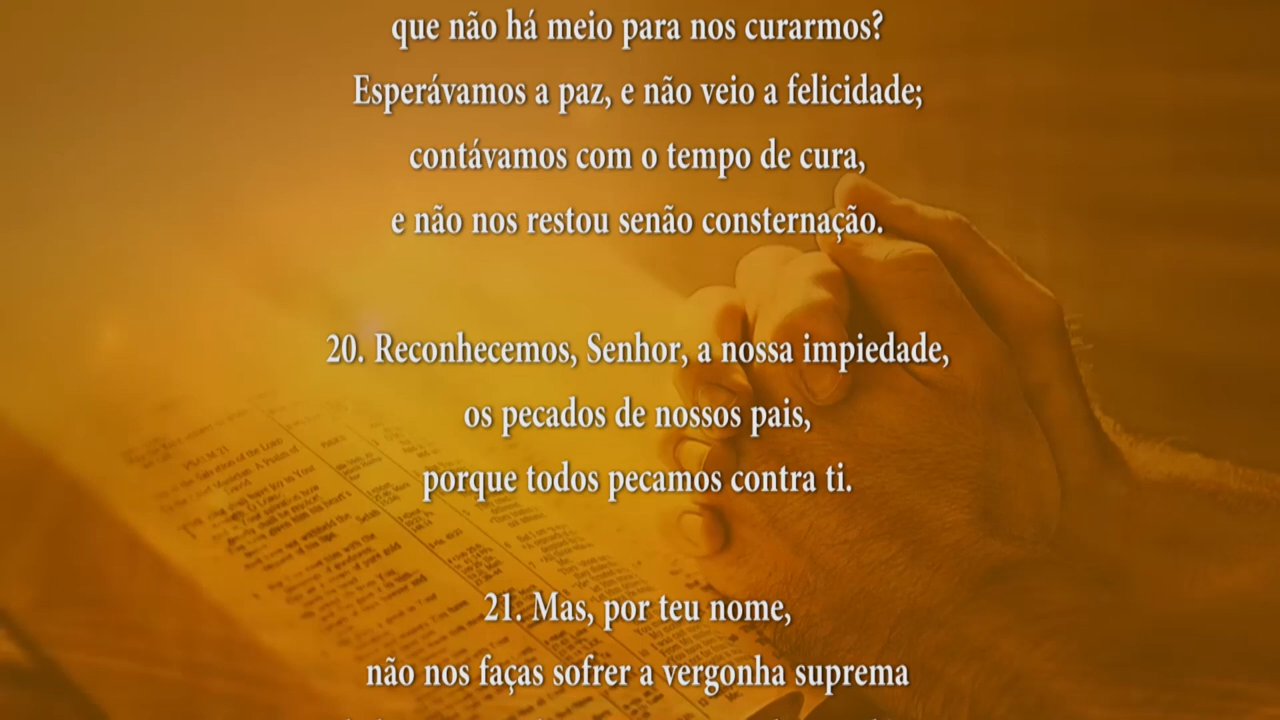 que não há meio para nos curarmos?
Esperávamos a paz, e não veio a felicidade;
contávamos com o tempo de cura,
e não nos restou senão consternação.
20. Reconhecemos, Senhor, a nossa impiedade,
os pecados de nossos pais,
porque todos pecamos contra ti.
21. Mas, por teu nome,
não nos faças sofrer a vergonha suprema